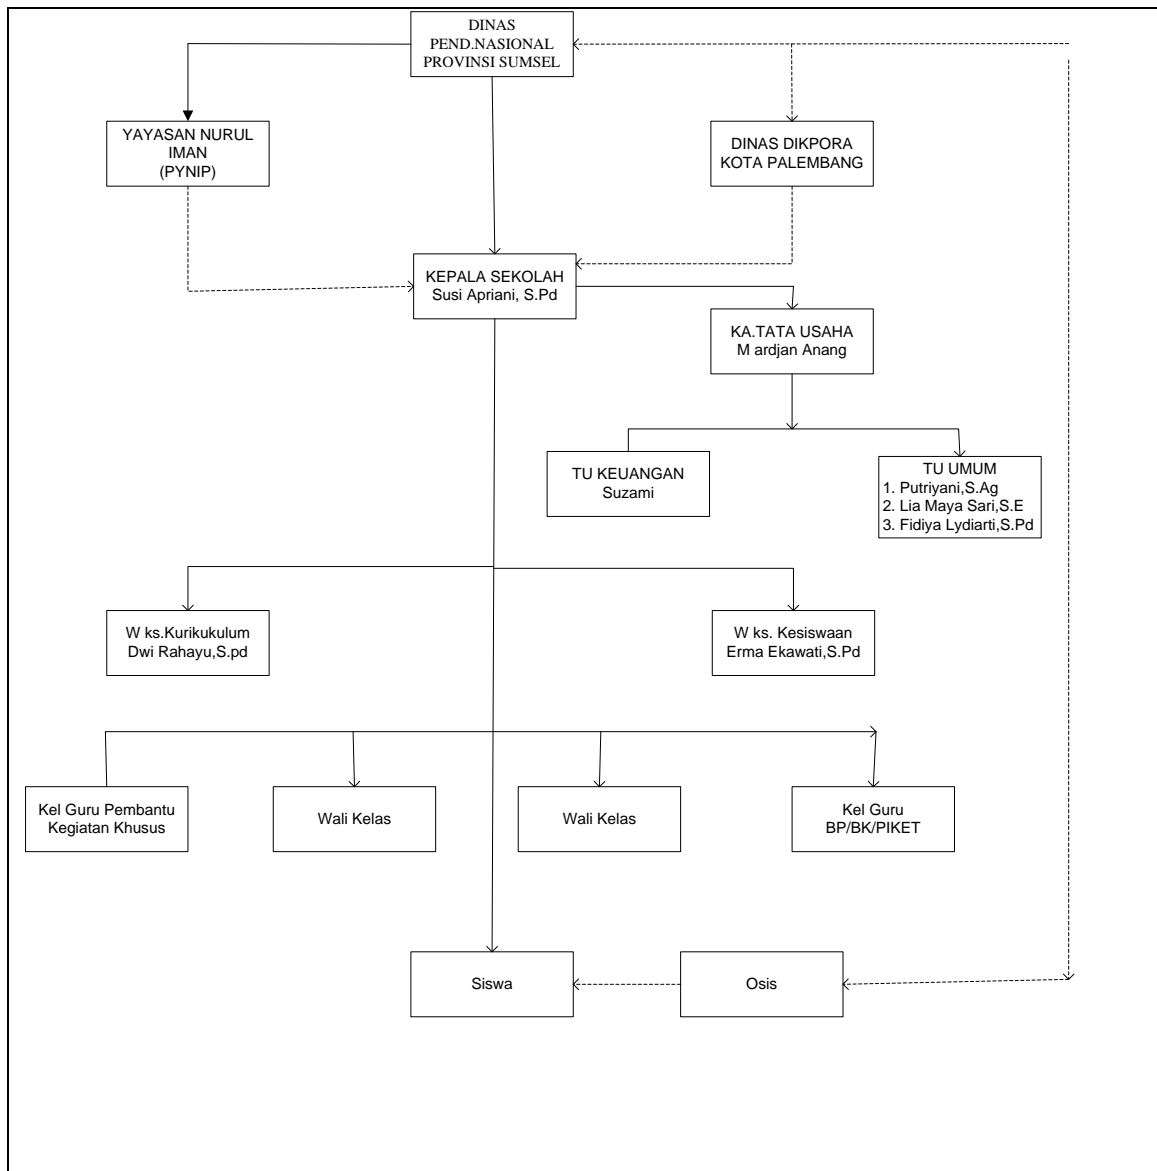 DINAS
PEND.NASIONAL
PROVINSI SUMSEL
YAYASAN NURUL
IMAN
(PYNIP)
DINAS DIKPORA
KOTA PALEMBANG
KEPALA SEKOLAH
Susi Apriani, S.Pd
KA.TATA USAHA
M ardjan Anang
TU KEUANGAN
Suzami
TU UMUM
1. Putriyani,S.Ag
2. Lia Maya Sari,S.E
3. Fidiya Lydiarti,S.Pd
W ks.Kurikukulum
Dwi Rahayu,S.pd
W ks. Kesiswaan
Erma Ekawati,S.Pd
Kel Guru Pembantu
Kegiatan Khusus
Wali Kelas
Wali Kelas
Kel Guru
BP/BK/PIKET
Siswa
Osis